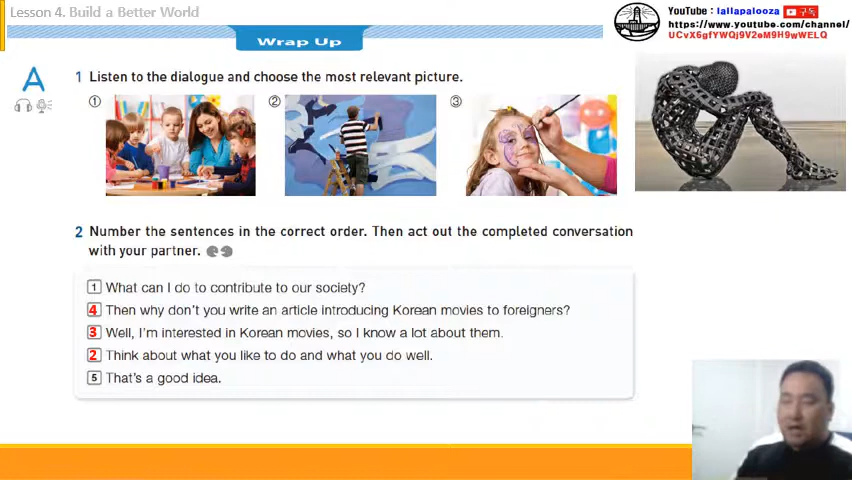 Lesson 4. Build a Better World
YouTube : lallapalooza 구독
https://www.youtube.com/channel/
UCvX6gfYWQj9V2eM9H9wWELQ
Wrap Up
A
1 Listen to the dialogue and choose the most relevant picture.
① ② ③
2 Number the sentences in the correct order. Then act out the completed conversation
with your partner.
1 What can I do to contribute to our society?
4 Then why don't you write an article introducing Korean movies to foreigners?
3 Well, I'm interested in Korean movies, so I know a lot about them.
2 Think about what you like to do and what you do well.
5 That's a good idea.